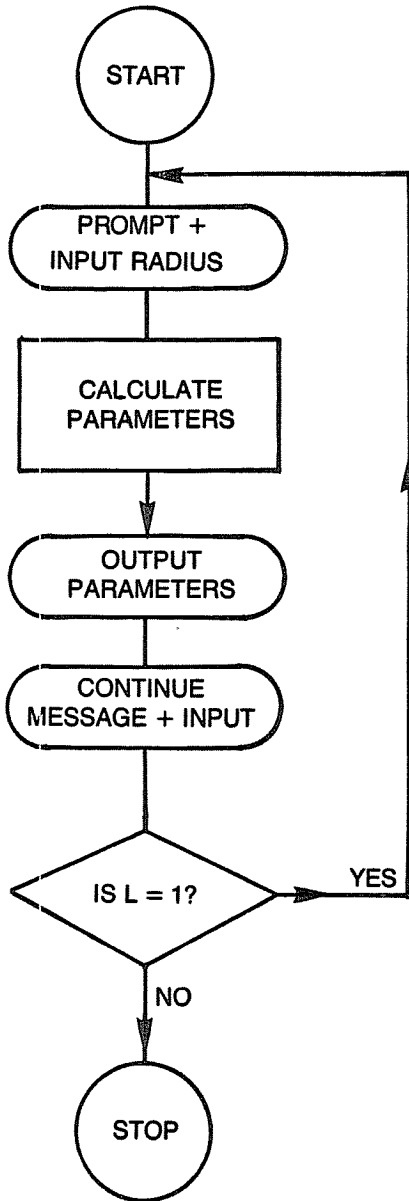 START
PROMPT +
INPUT RADIUS
CALCULATE
PARAMETERS
OUTPUT
PARAMETERS
CONTINUE
MESSAGE + INPUT
IS L = 1?
YES
NO
STOP